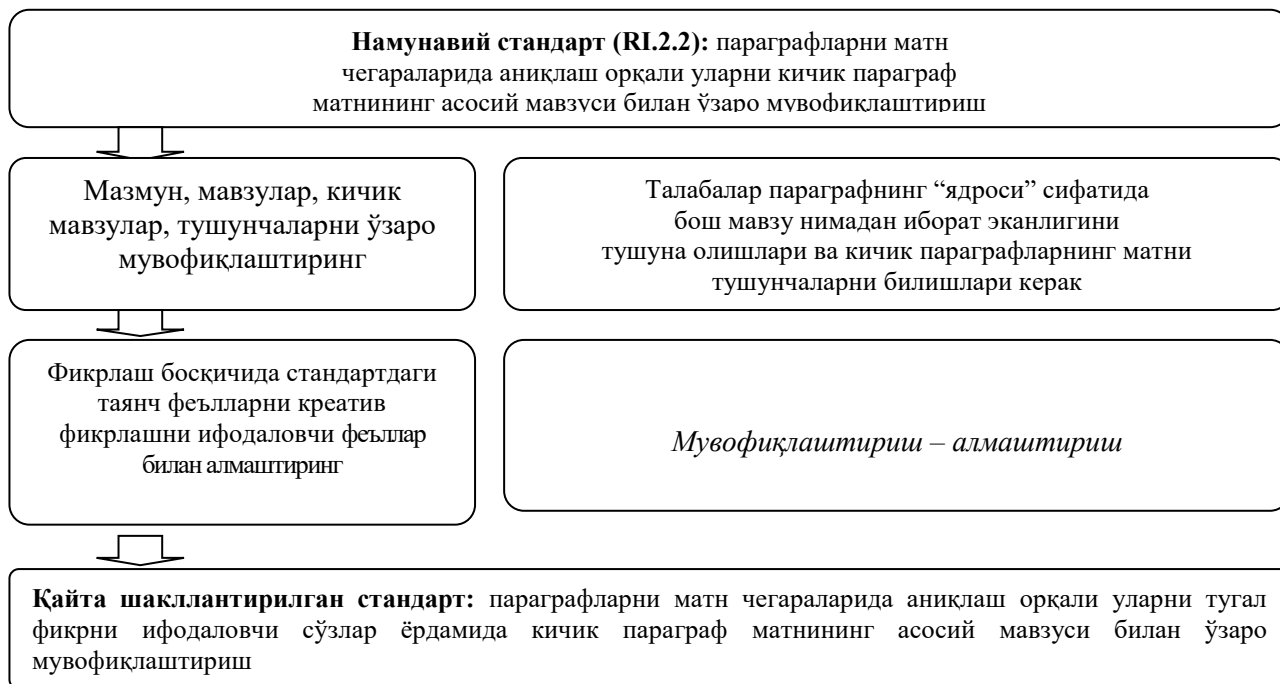 Намунавий стандарт (RI.2.2): параграфларни матн
чегараларида аниқлаш орқали уларни кичик параграф
матнининг асосий мавзуси билан ўзаро мувофиқлаштириш
Мазмун, мавзулар, кичик
мавзулар, тушунчаларни ўзаро
мувофиқлаштиринг
Талабалар параграфнинг “ядроси” сифатида
бош мавзу нимадан иборат эканлигини
тушуна олишлари ва кичик параграфларнинг матни
тушунчаларни билишлари керак
Фикрлаш босқичида стандартдаги
таянч феълларни креатив
фикрлашни ифодаловчи феъллар
билан алмаштиринг
Мувофиқлаштириш – алмаштириш
Қайта шакллантирилган стандарт: параграфларни матн чегараларида аниқлаш орқали уларни тугал
фикрни ифодаловчи сўзлар ёрдамида кичик параграф матнининг асосий мавзуси билан ўзаро
мувофиқлаштириш